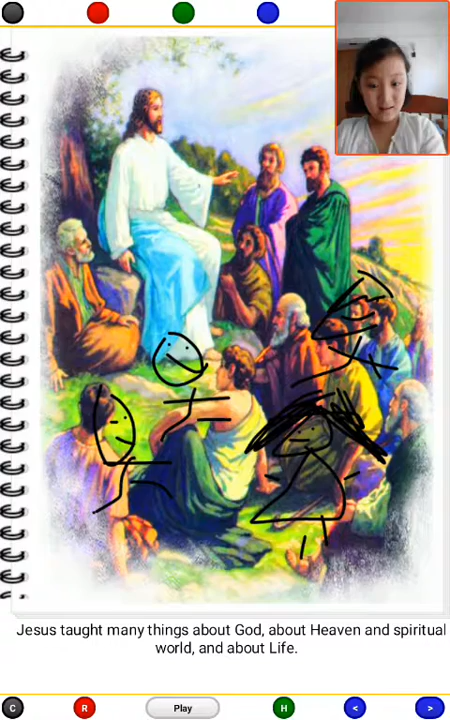 Jesus taught many things about God, about Heaven and spiritual
world, and about Life.
C R Play H < >